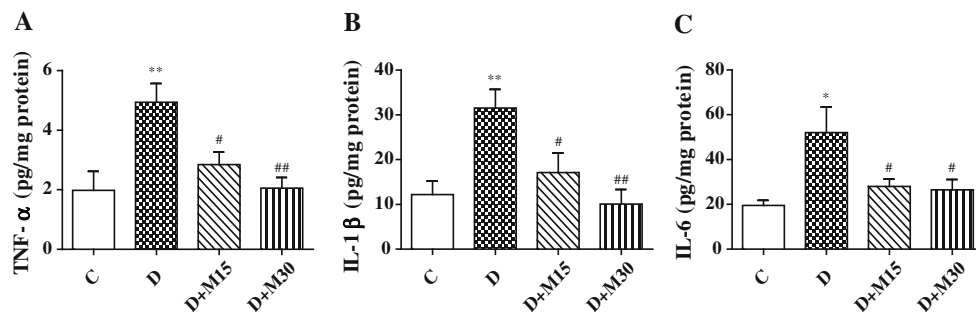 A
TNF-α (pg/mg protein)
6
4
2
0
**
#
##
C
D
D+M15
D+M30
B
IL-1β (pg/mg protein)
40
30
20
10
0
**
#
##
C
D
D+M15
D+M30
C
IL-6 (pg/mg protein)
80
60
40
20
0
*
#
#
C
D
D+M15
D+M30